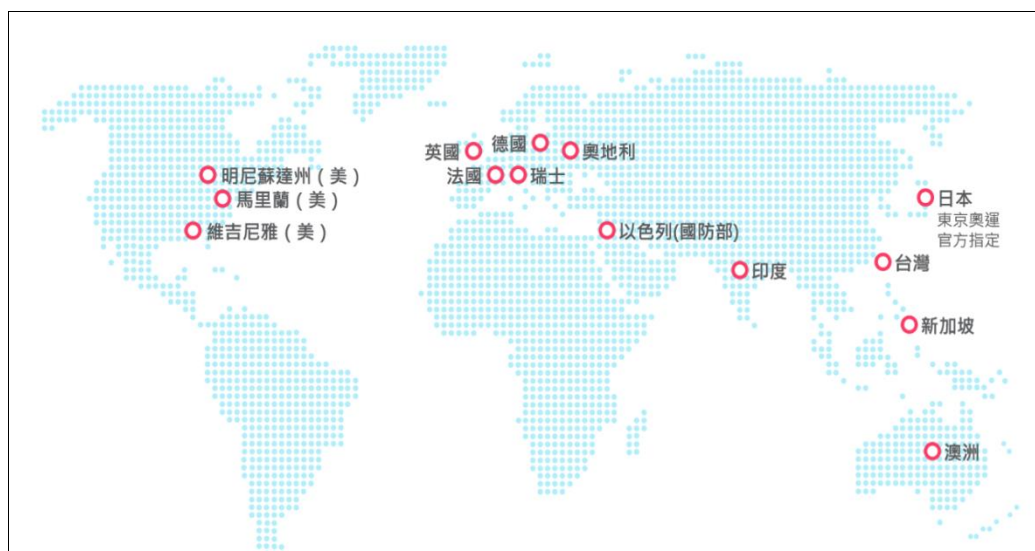 德國
英國
奧地利
法國
瑞士
明尼蘇達州（美）
馬里蘭（美）
日本
東京奧運
官方指定
維吉尼雅（美）
以色列(國防部)
台灣
印度
新加坡
澳洲